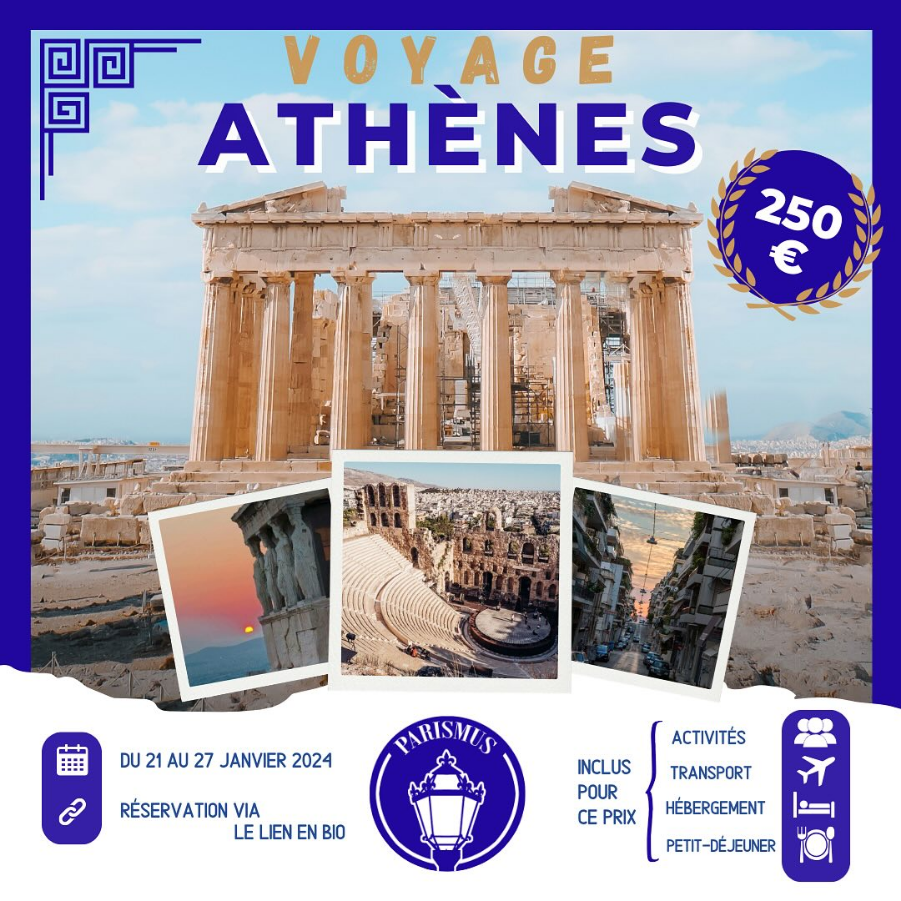 VOYAGE
ATHÈNES
250
€
DU 21 AU 27 JANVIER 2024
RÉSERVATION VIA
LE LIEN EN BIO
PARISMUS
INCLUS
POUR
CE PRIX
ACTIVITÉS
TRANSPORT
HÉBERGEMENT
PETIT-DÉJEUNER